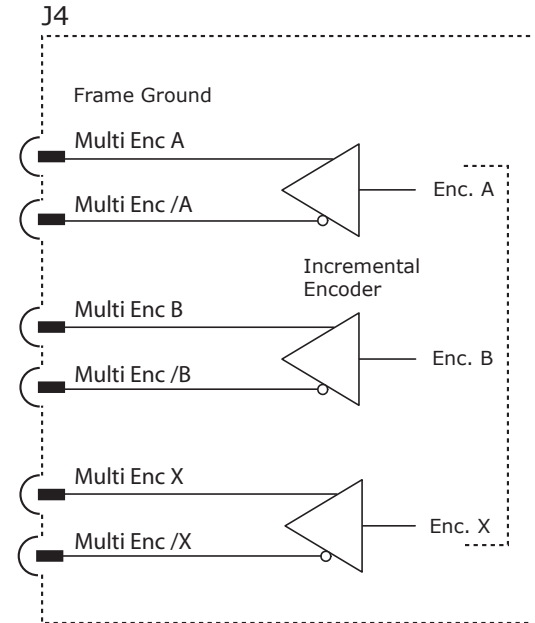 J4
Frame Ground
Multi Enc A
Enc. A
Multi Enc /A
Incremental
Encoder
Multi Enc B
Enc. B
Multi Enc /B
Multi Enc X
Enc. X
Multi Enc /X